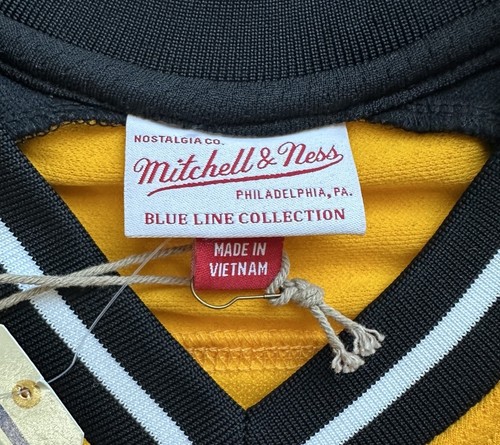 NOSTALGIA CO.
Mitchell & Ness
PHILADELPHIA, PA.
BLUE LINE COLLECTION
MADE IN
VIETNAM